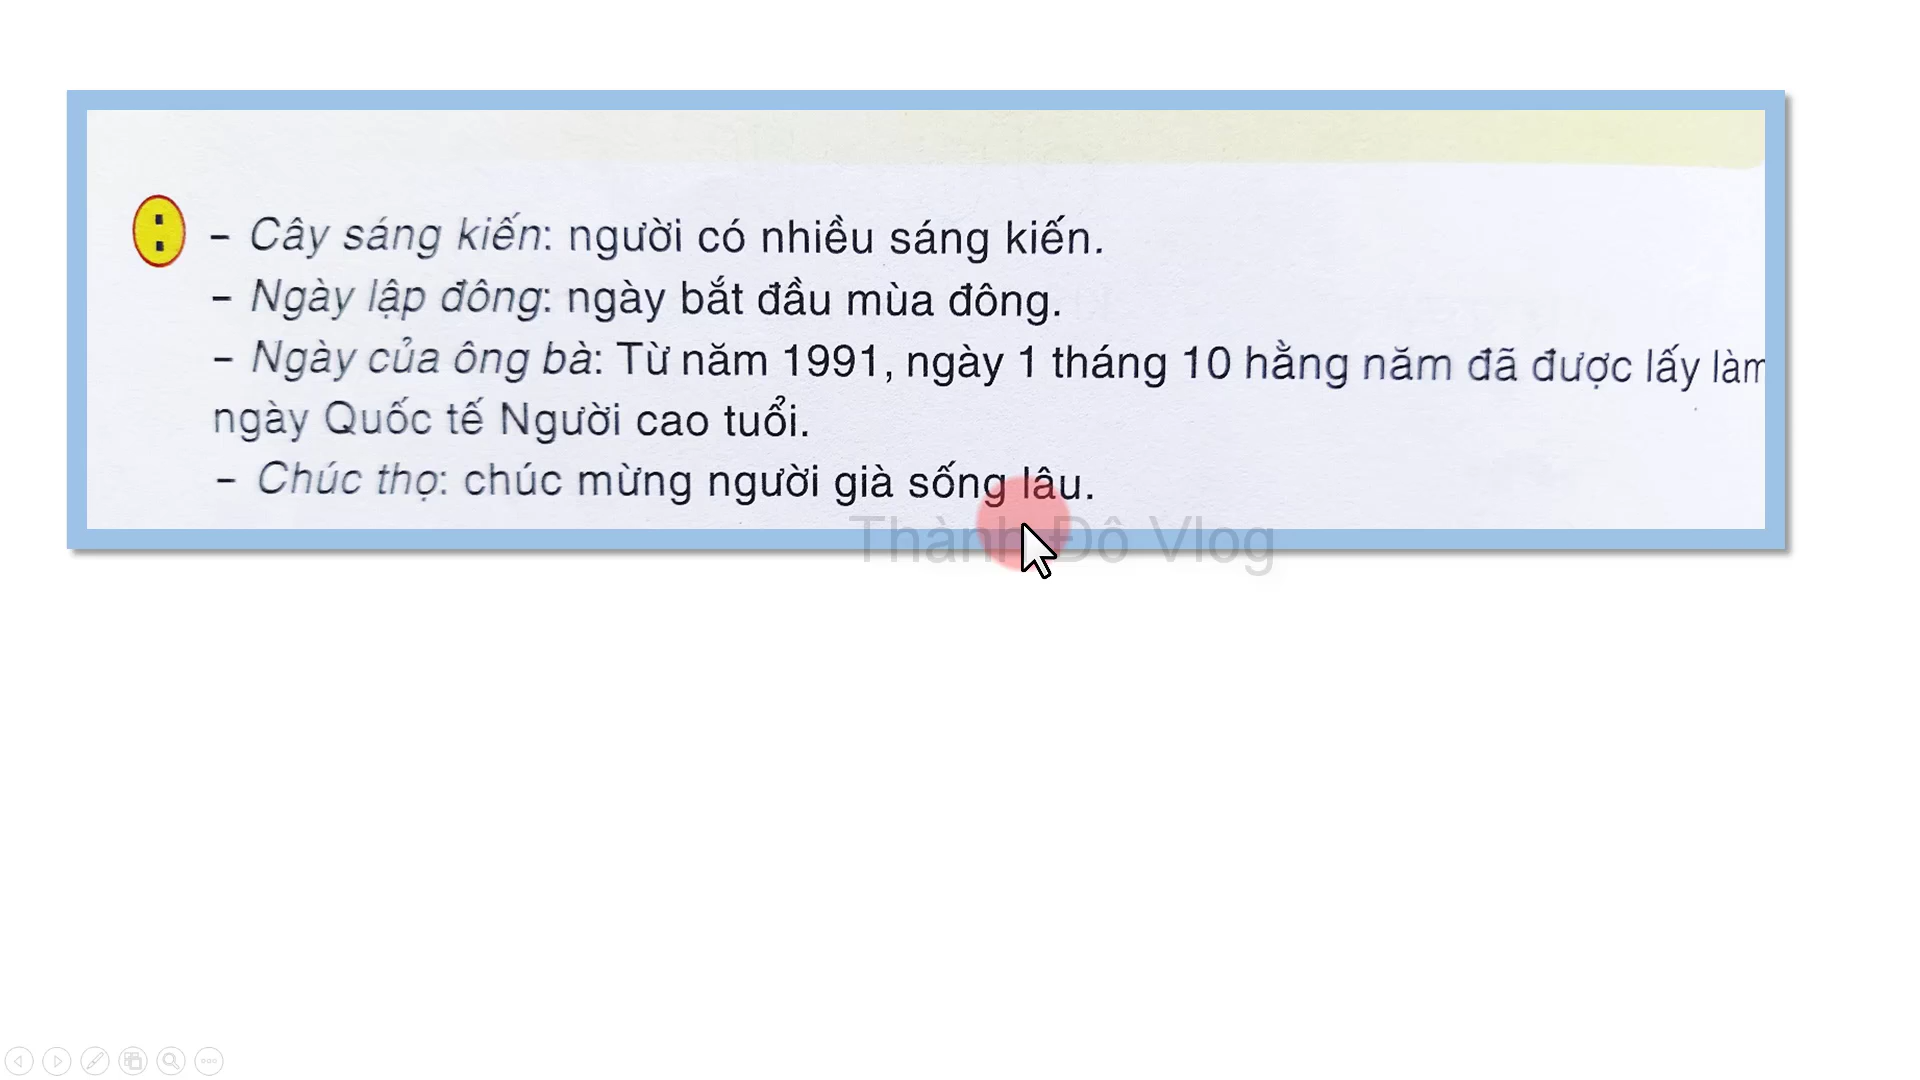 : – Cây sáng kiến: người có nhiều sáng kiến.
– Ngày lập đông: ngày bắt đầu mùa đông.
– Ngày của ông bà: Từ năm 1991, ngày 1 tháng 10 hằng năm đã được lấy làm
ngày Quốc tế Người cao tuổi.
– Chúc thọ: chúc mừng người già sống lâu.
Thành Đô Vlog